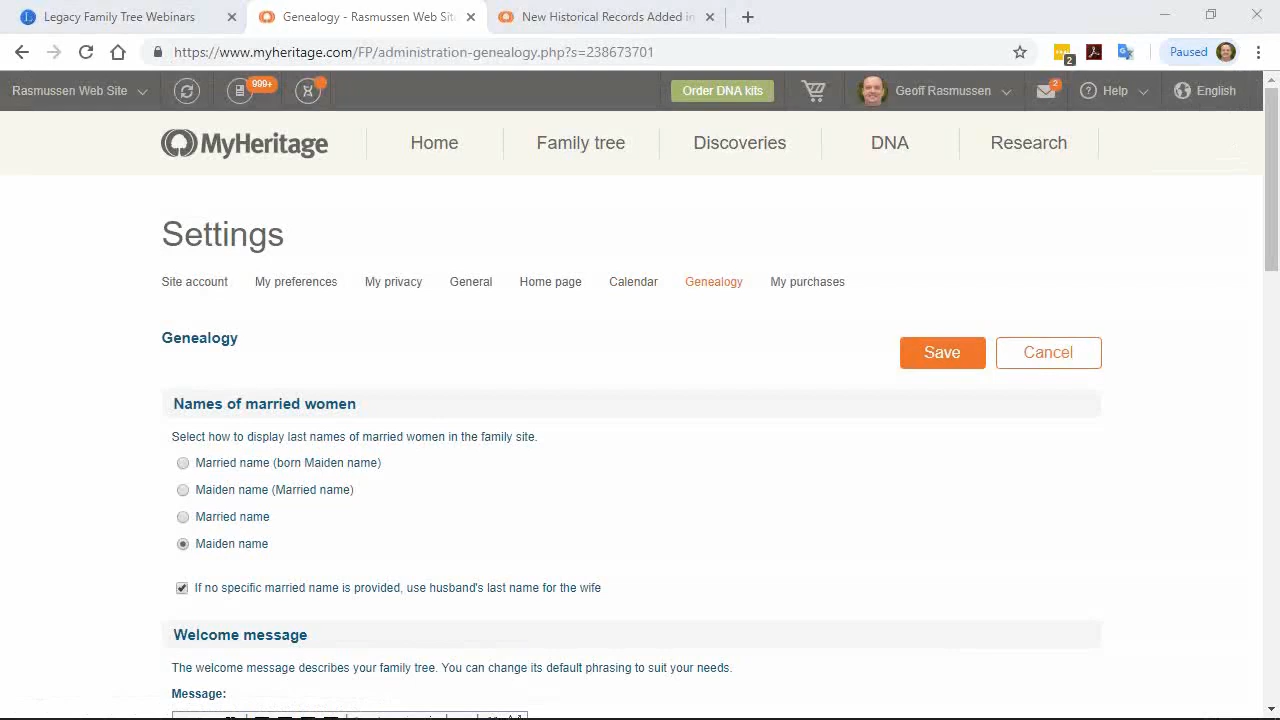 Legacy Family Tree Webinars
Genealogy - Rasmussen Web Sit
New Historical Records Added in
https://www.myheritage.com/FP/administration-genealogy.php?s=238673701
2
Paused
Rasmussen Web Site
999+
Order DNA kits
Geoff Rasmussen
2
Help
English
MyHeritage
Home
Family tree
Discoveries
DNA
Research
Settings
Site account
My preferences
My privacy
General
Home page
Calendar
Genealogy
My purchases
Genealogy
Save
Cancel
Names of married women
Select how to display last names of married women in the family site.
Married name (born Maiden name)
Maiden name (Married name)
Married name
Maiden name
If no specific married name is provided, use husband's last name for the wife
Welcome message
The welcome message describes your family tree. You can change its default phrasing to suit your needs.
Message: